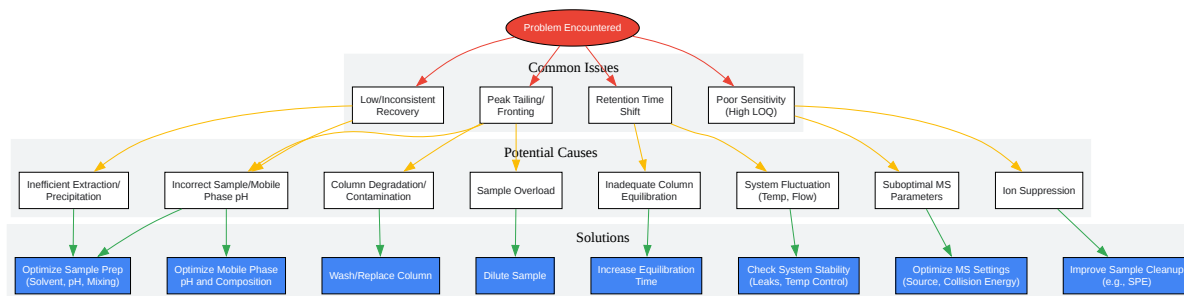 Problem Encountered
Common Issues
Low/Inconsistent
Recovery
Peak Tailing/
Fronting
Retention Time
Shift
Poor Sensitivity
(High LOQ)
Potential Causes
Inefficient Extraction/
Precipitation
Incorrect Sample/Mobile
Phase pH
Column Degradation/
Contamination
Sample Overload
Inadequate Column
Equilibration
System Fluctuation
(Temp, Flow)
Suboptimal MS
Parameters
Ion Suppression
Solutions
Optimize Sample Prep
(Solvent, pH, Mixing)
Optimize Mobile Phase
pH and Composition
Wash/Replace Column
Dilute Sample
Increase Equilibration
Time
Check System Stability
(Leaks, Temp Control)
Optimize MS Settings
(Source, Collision Energy)
Improve Sample Cleanup
(e.g., SPE)